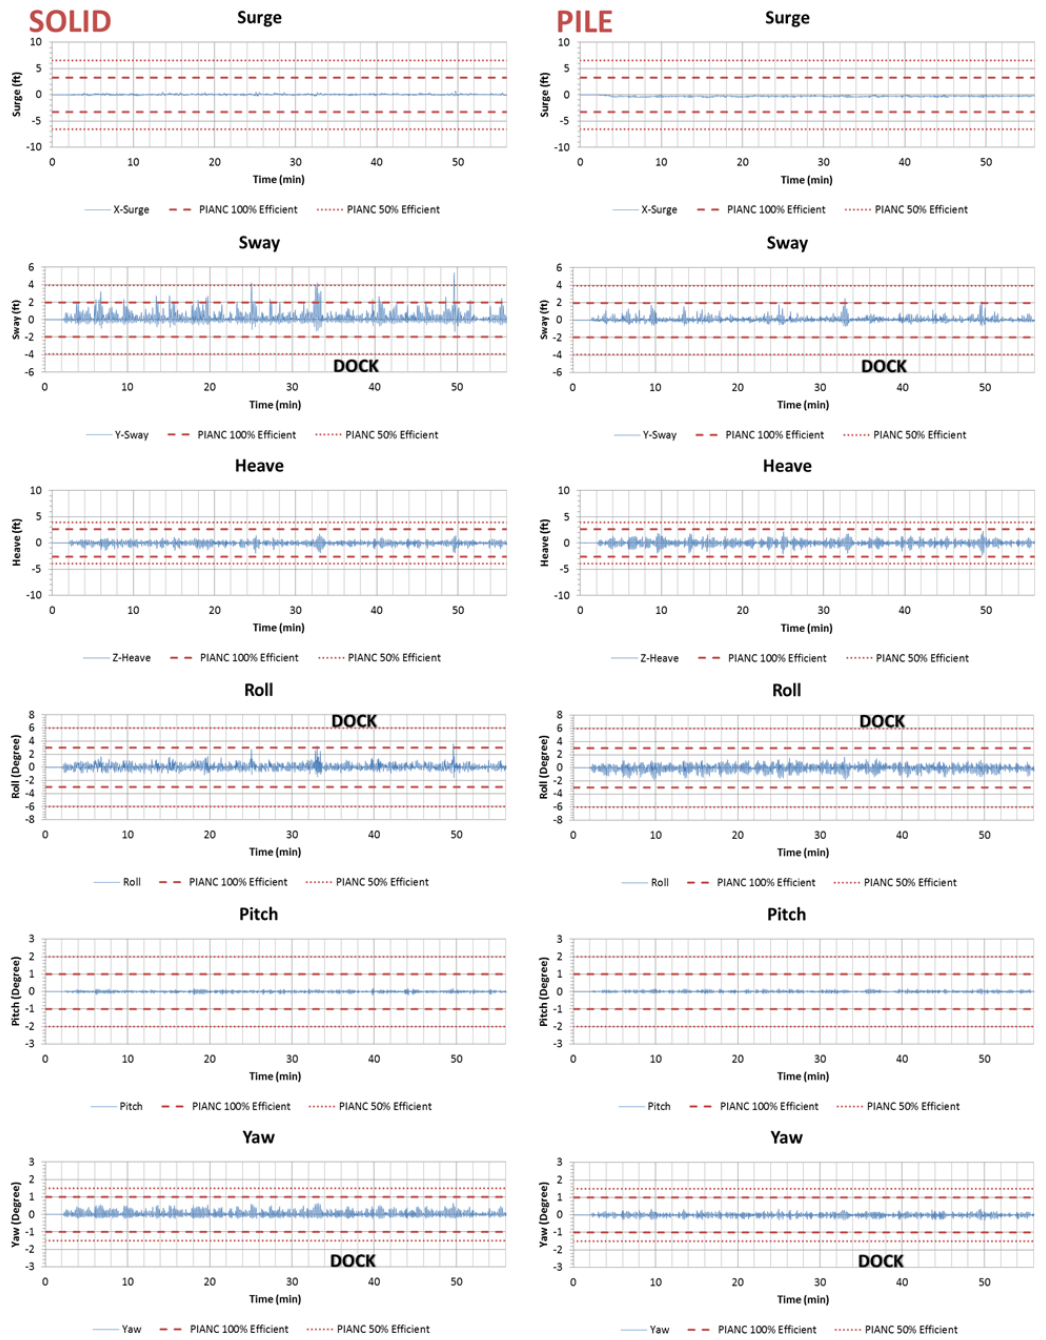 SOLID
Surge
Surge (ft)
10
5
0
-5
-10
0 10 20 30 40 50
Time (min)
X-Surge PIANC 100% Efficient PIANC 50% Efficient
Sway
Sway (ft)
6
4
2
0
-2
-4
-6
DOCK
0 10 20 30 40 50
Time (min)
Y-Sway PIANC 100% Efficient PIANC 50% Efficient
Heave
Heave (ft)
10
5
0
-5
-10
0 10 20 30 40 50
Time (min)
Z-Heave PIANC 100% Efficient PIANC 50% Efficient
Roll
Roll (Degree)
8
6
4
2
0
-2
-4
-6
-8
DOCK
0 10 20 30 40 50
Time (min)
Roll PIANC 100% Efficient PIANC 50% Efficient
Pitch
Pitch (Degree)
3
2
1
0
-1
-2
-3
0 10 20 30 40 50
Time (min)
Pitch PIANC 100% Efficient PIANC 50% Efficient
Yaw
Yaw (Degree)
3
2
1
0
-1
-2
-3
DOCK
0 10 20 30 40 50
Time (min)
Yaw PIANC 100% Efficient PIANC 50% Efficient
PILE
Surge
Surge (ft)
10
5
0
-5
-10
0 10 20 30 40 50
Time (min)
X-Surge PIANC 100% Efficient PIANC 50% Efficient
Sway
Sway (ft)
6
4
2
0
-2
-4
-6
DOCK
0 10 20 30 40 50
Time (min)
Y-Sway PIANC 100% Efficient PIANC 50% Efficient
Heave
Heave (ft)
10
5
0
-5
-10
0 10 20 30 40 50
Time (min)
Z-Heave PIANC 100% Efficient PIANC 50% Efficient
Roll
Roll (Degree)
8
6
4
2
0
-2
-4
-6
-8
DOCK
0 10 20 30 40 50
Time (min)
Roll PIANC 100% Efficient PIANC 50% Efficient
Pitch
Pitch (Degree)
3
2
1
0
-1
-2
-3
0 10 20 30 40 50
Time (min)
Pitch PIANC 100% Efficient PIANC 50% Efficient
Yaw
Yaw (Degree)
3
2
1
0
-1
-2
-3
DOCK
0 10 20 30 40 50
Time (min)
Yaw PIANC 100% Efficient PIANC 50% Efficient